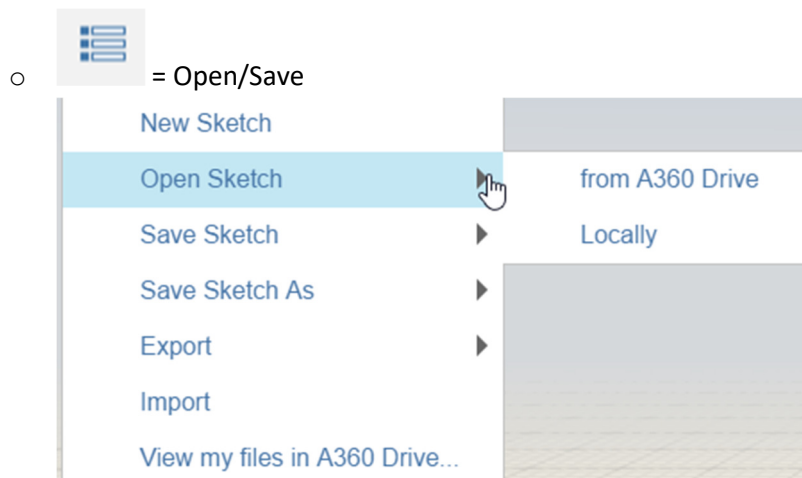 = Open/Save
New Sketch
Open Sketch from A360 Drive
Save Sketch Locally
Save Sketch As
Export
Import
View my files in A360 Drive...